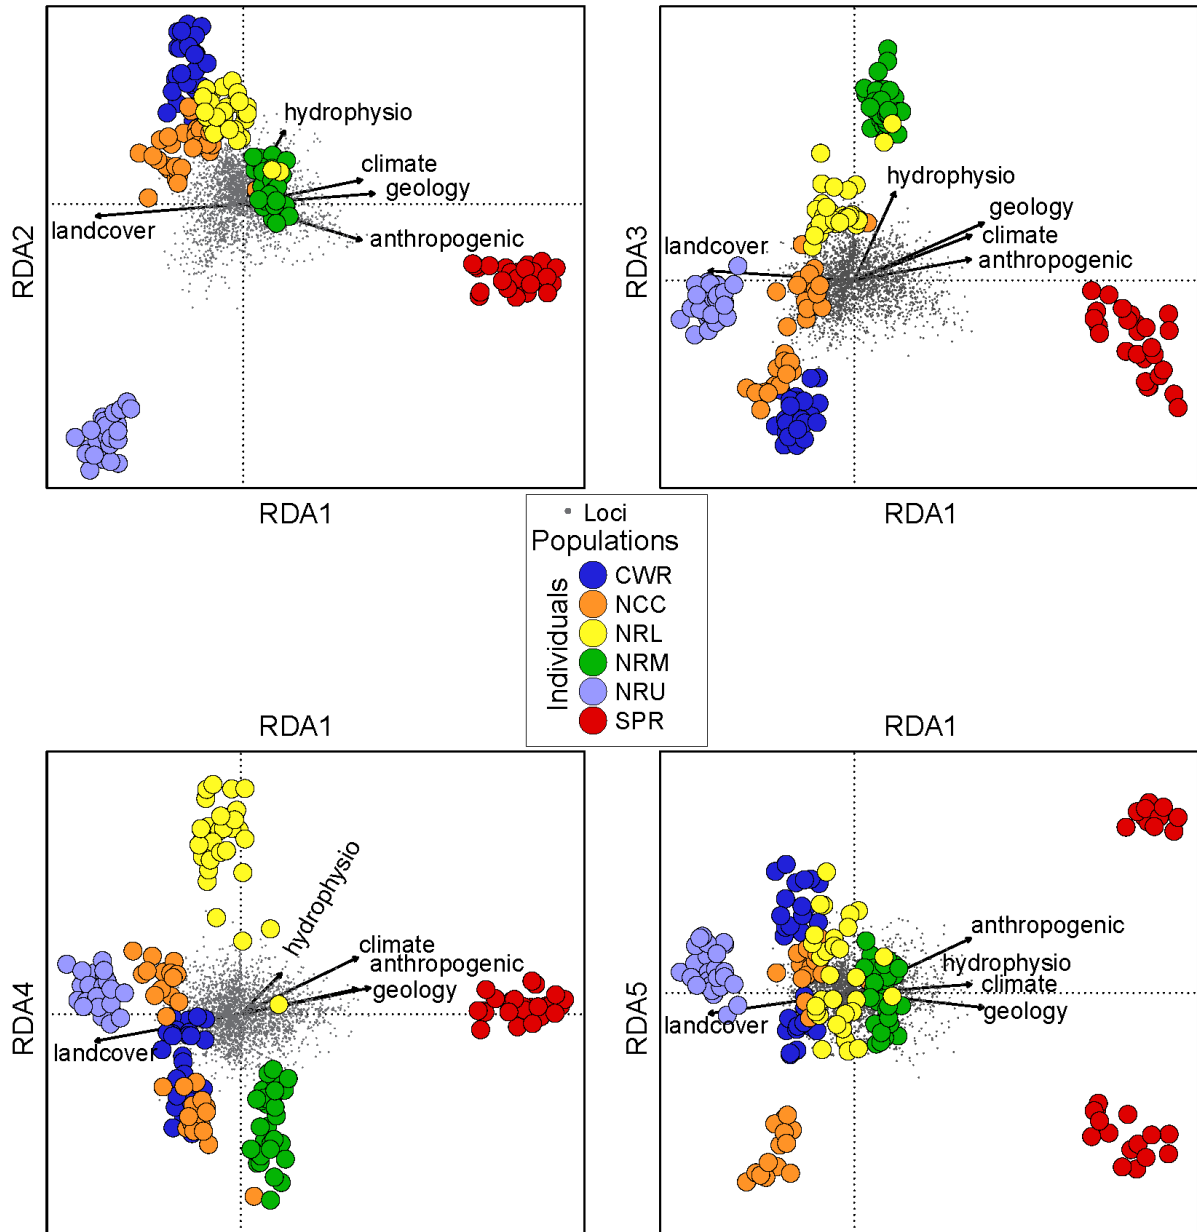 hydrophysio
climate
geology
landcover
anthropogenic
RDA2
RDA1
hydrophysio
geology
climate
landcover
anthropogenic
RDA3
RDA1
Loci
Populations
Individuals
CWR
NCC
NRL
NRM
NRU
SPR
RDA1
hydrophysio
climate
anthropogenic
geology
landcover
RDA4
RDA1
anthropogenic
hydrophysio
climate
geology
landcover
RDA5